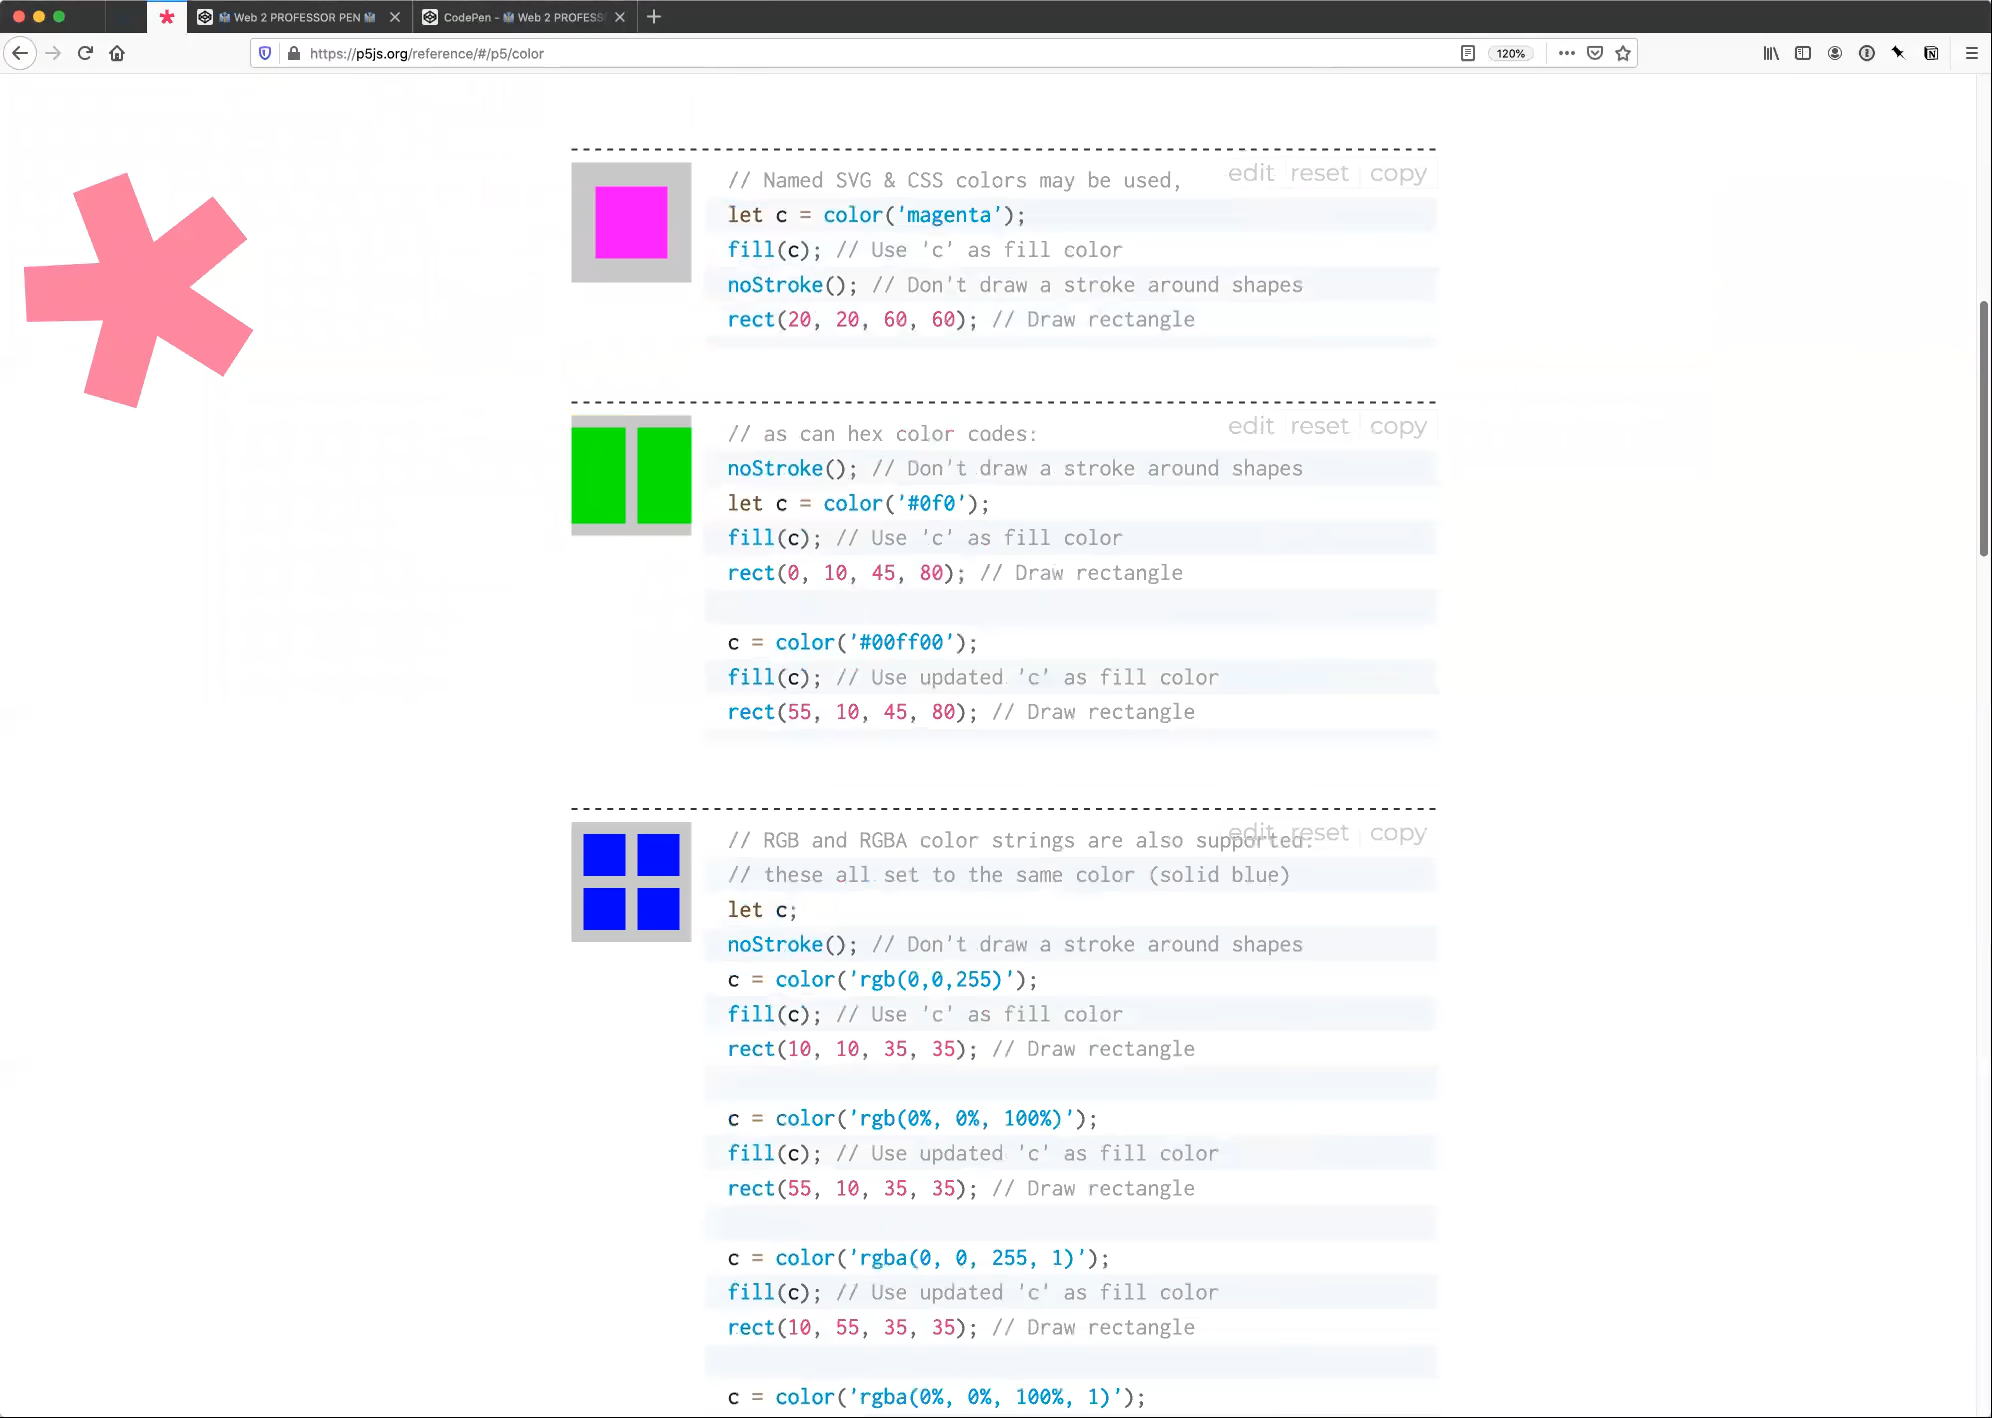 Web 2 PROFESSOR PEN
CodePen - Web 2 PROFESS
https://p5js.org/reference/#/p5/color
120%
edit reset copy
// Named SVG & CSS colors may be used,
let c = color('magenta');
fill(c); // Use 'c' as fill color
noStroke(); // Don't draw a stroke around shapes
rect(20, 20, 60, 60); // Draw rectangle
edit reset copy
// as can hex color codes:
noStroke(); // Don't draw a stroke around shapes
let c = color('#0f0');
fill(c); // Use 'c' as fill color
rect(0, 10, 45, 80); // Draw rectangle
c = color('#00ff00');
fill(c); // Use updated 'c' as fill color
rect(55, 10, 45, 80); // Draw rectangle
edit reset copy
// RGB and RGBA color strings are also supported:
// these all set to the same color (solid blue)
let c;
noStroke(); // Don't draw a stroke around shapes
c = color('rgb(0,0,255)');
fill(c); // Use 'c' as fill color
rect(10, 10, 35, 35); // Draw rectangle
c = color('rgb(0%, 0%, 100%)');
fill(c); // Use updated 'c' as fill color
rect(55, 10, 35, 35); // Draw rectangle
c = color('rgba(0, 0, 255, 1)');
fill(c); // Use updated 'c' as fill color
rect(10, 55, 35, 35); // Draw rectangle
c = color('rgba(0%, 0%, 100%, 1)');